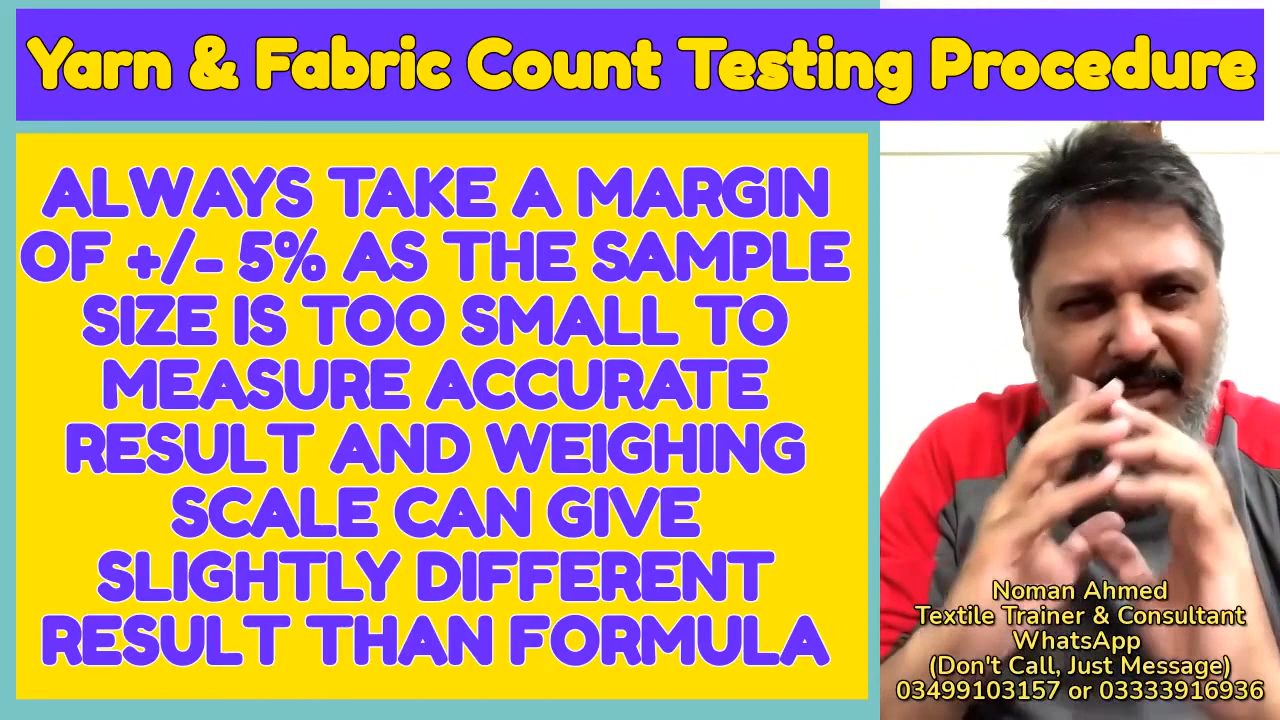 Yarn & Fabric Count Testing Procedure
ALWAYS TAKE A MARGIN
OF +/- 5% AS THE SAMPLE
SIZE IS TOO SMALL TO
MEASURE ACCURATE
RESULT AND WEIGHING
SCALE CAN GIVE
SLIGHTLY DIFFERENT
RESULT THAN FORMULA
Noman Ahmed
Textile Trainer & Consultant
WhatsApp
(Don't Call, Just Message)
03499103157 or 03333916936